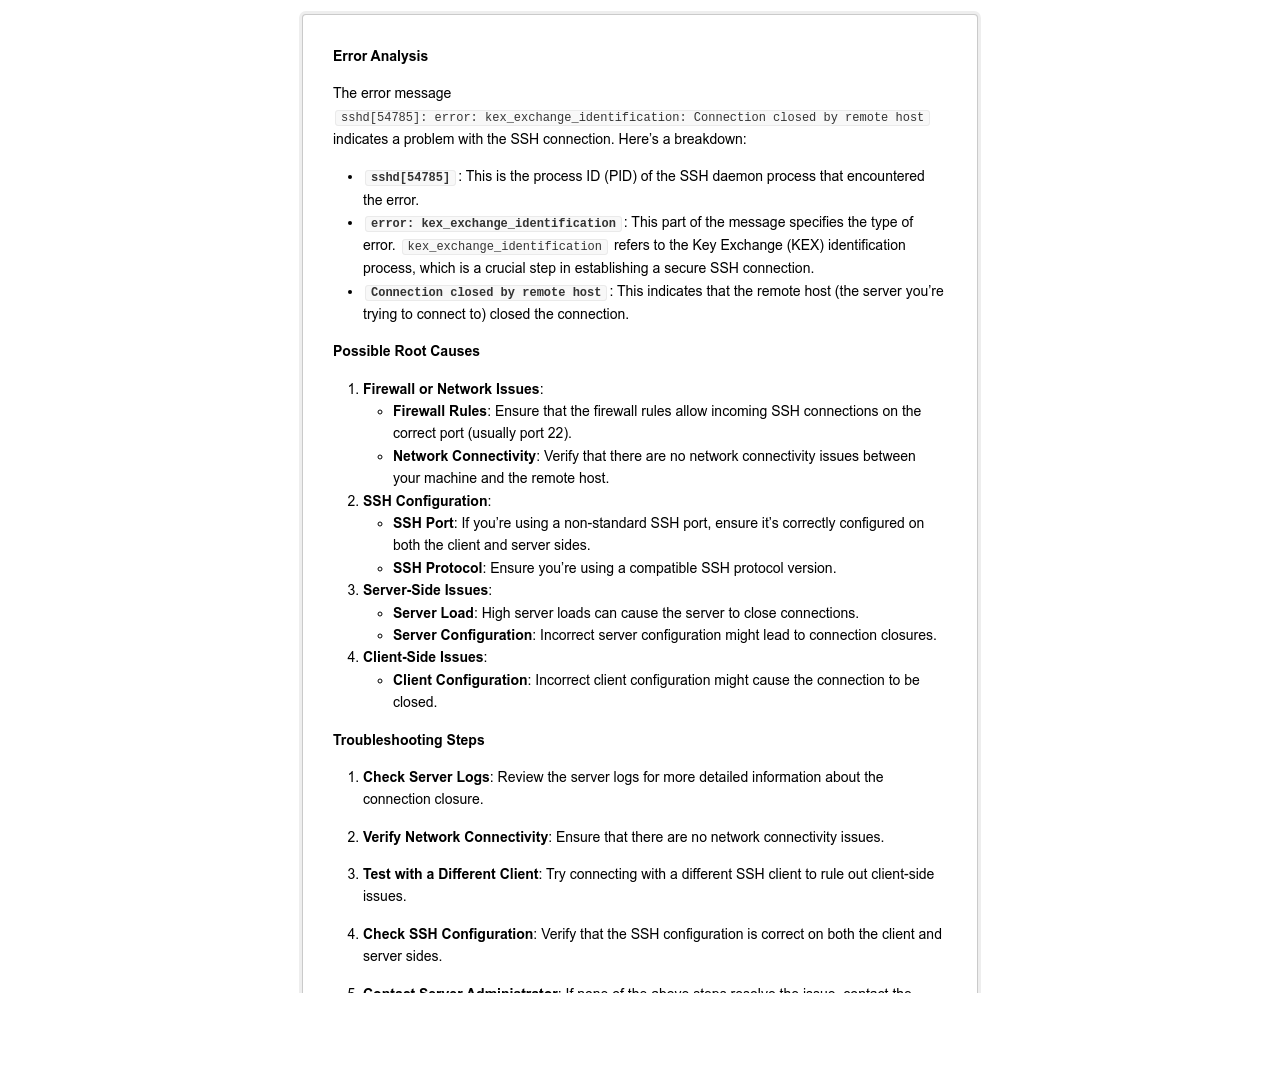 Error Analysis
The error message
sshd[54785]: error: kex_exchange_identification: Connection closed by remote host
indicates a problem with the SSH connection. Here’s a breakdown:
• sshd[54785] : This is the process ID (PID) of the SSH daemon process that encountered
the error.
• error: kex_exchange_identification : This part of the message specifies the type of
error. kex_exchange_identification refers to the Key Exchange (KEX) identification
process, which is a crucial step in establishing a secure SSH connection.
• Connection closed by remote host : This indicates that the remote host (the server you’re
trying to connect to) closed the connection.
Possible Root Causes
1. Firewall or Network Issues:
◦ Firewall Rules: Ensure that the firewall rules allow incoming SSH connections on the
correct port (usually port 22).
◦ Network Connectivity: Verify that there are no network connectivity issues between
your machine and the remote host.
2. SSH Configuration:
◦ SSH Port: If you’re using a non-standard SSH port, ensure it’s correctly configured on
both the client and server sides.
◦ SSH Protocol: Ensure you’re using a compatible SSH protocol version.
3. Server-Side Issues:
◦ Server Load: High server loads can cause the server to close connections.
◦ Server Configuration: Incorrect server configuration might lead to connection closures.
4. Client-Side Issues:
◦ Client Configuration: Incorrect client configuration might cause the connection to be
closed.
Troubleshooting Steps
1. Check Server Logs: Review the server logs for more detailed information about the
connection closure.
2. Verify Network Connectivity: Ensure that there are no network connectivity issues.
3. Test with a Different Client: Try connecting with a different SSH client to rule out client-side
issues.
4. Check SSH Configuration: Verify that the SSH configuration is correct on both the client and
server sides.
5. Contact Server Administrator: If none of the above steps resolve the issue, contact the